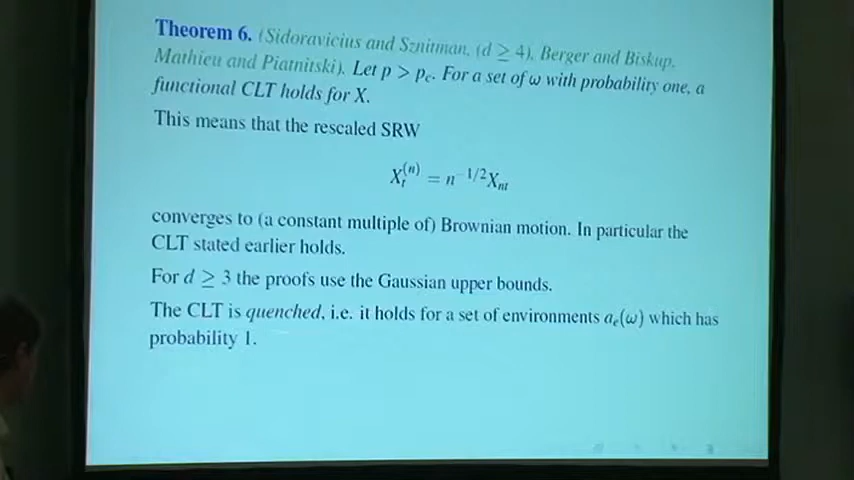 Theorem 6. (Sidoravicius and Sznitman, (d ≥ 4), Berger and Biskup,
Mathieu and Piatnitski). Let p > p_c. For a set of ω with probability one, a
functional CLT holds for X.
This means that the rescaled SRW
X_t^{(n)} = n^{-1/2} X_{nt}
converges to (a constant multiple of) Brownian motion. In particular the
CLT stated earlier holds.
For d ≥ 3 the proofs use the Gaussian upper bounds.
The CLT is quenched, i.e. it holds for a set of environments a_e(ω) which has
probability 1.